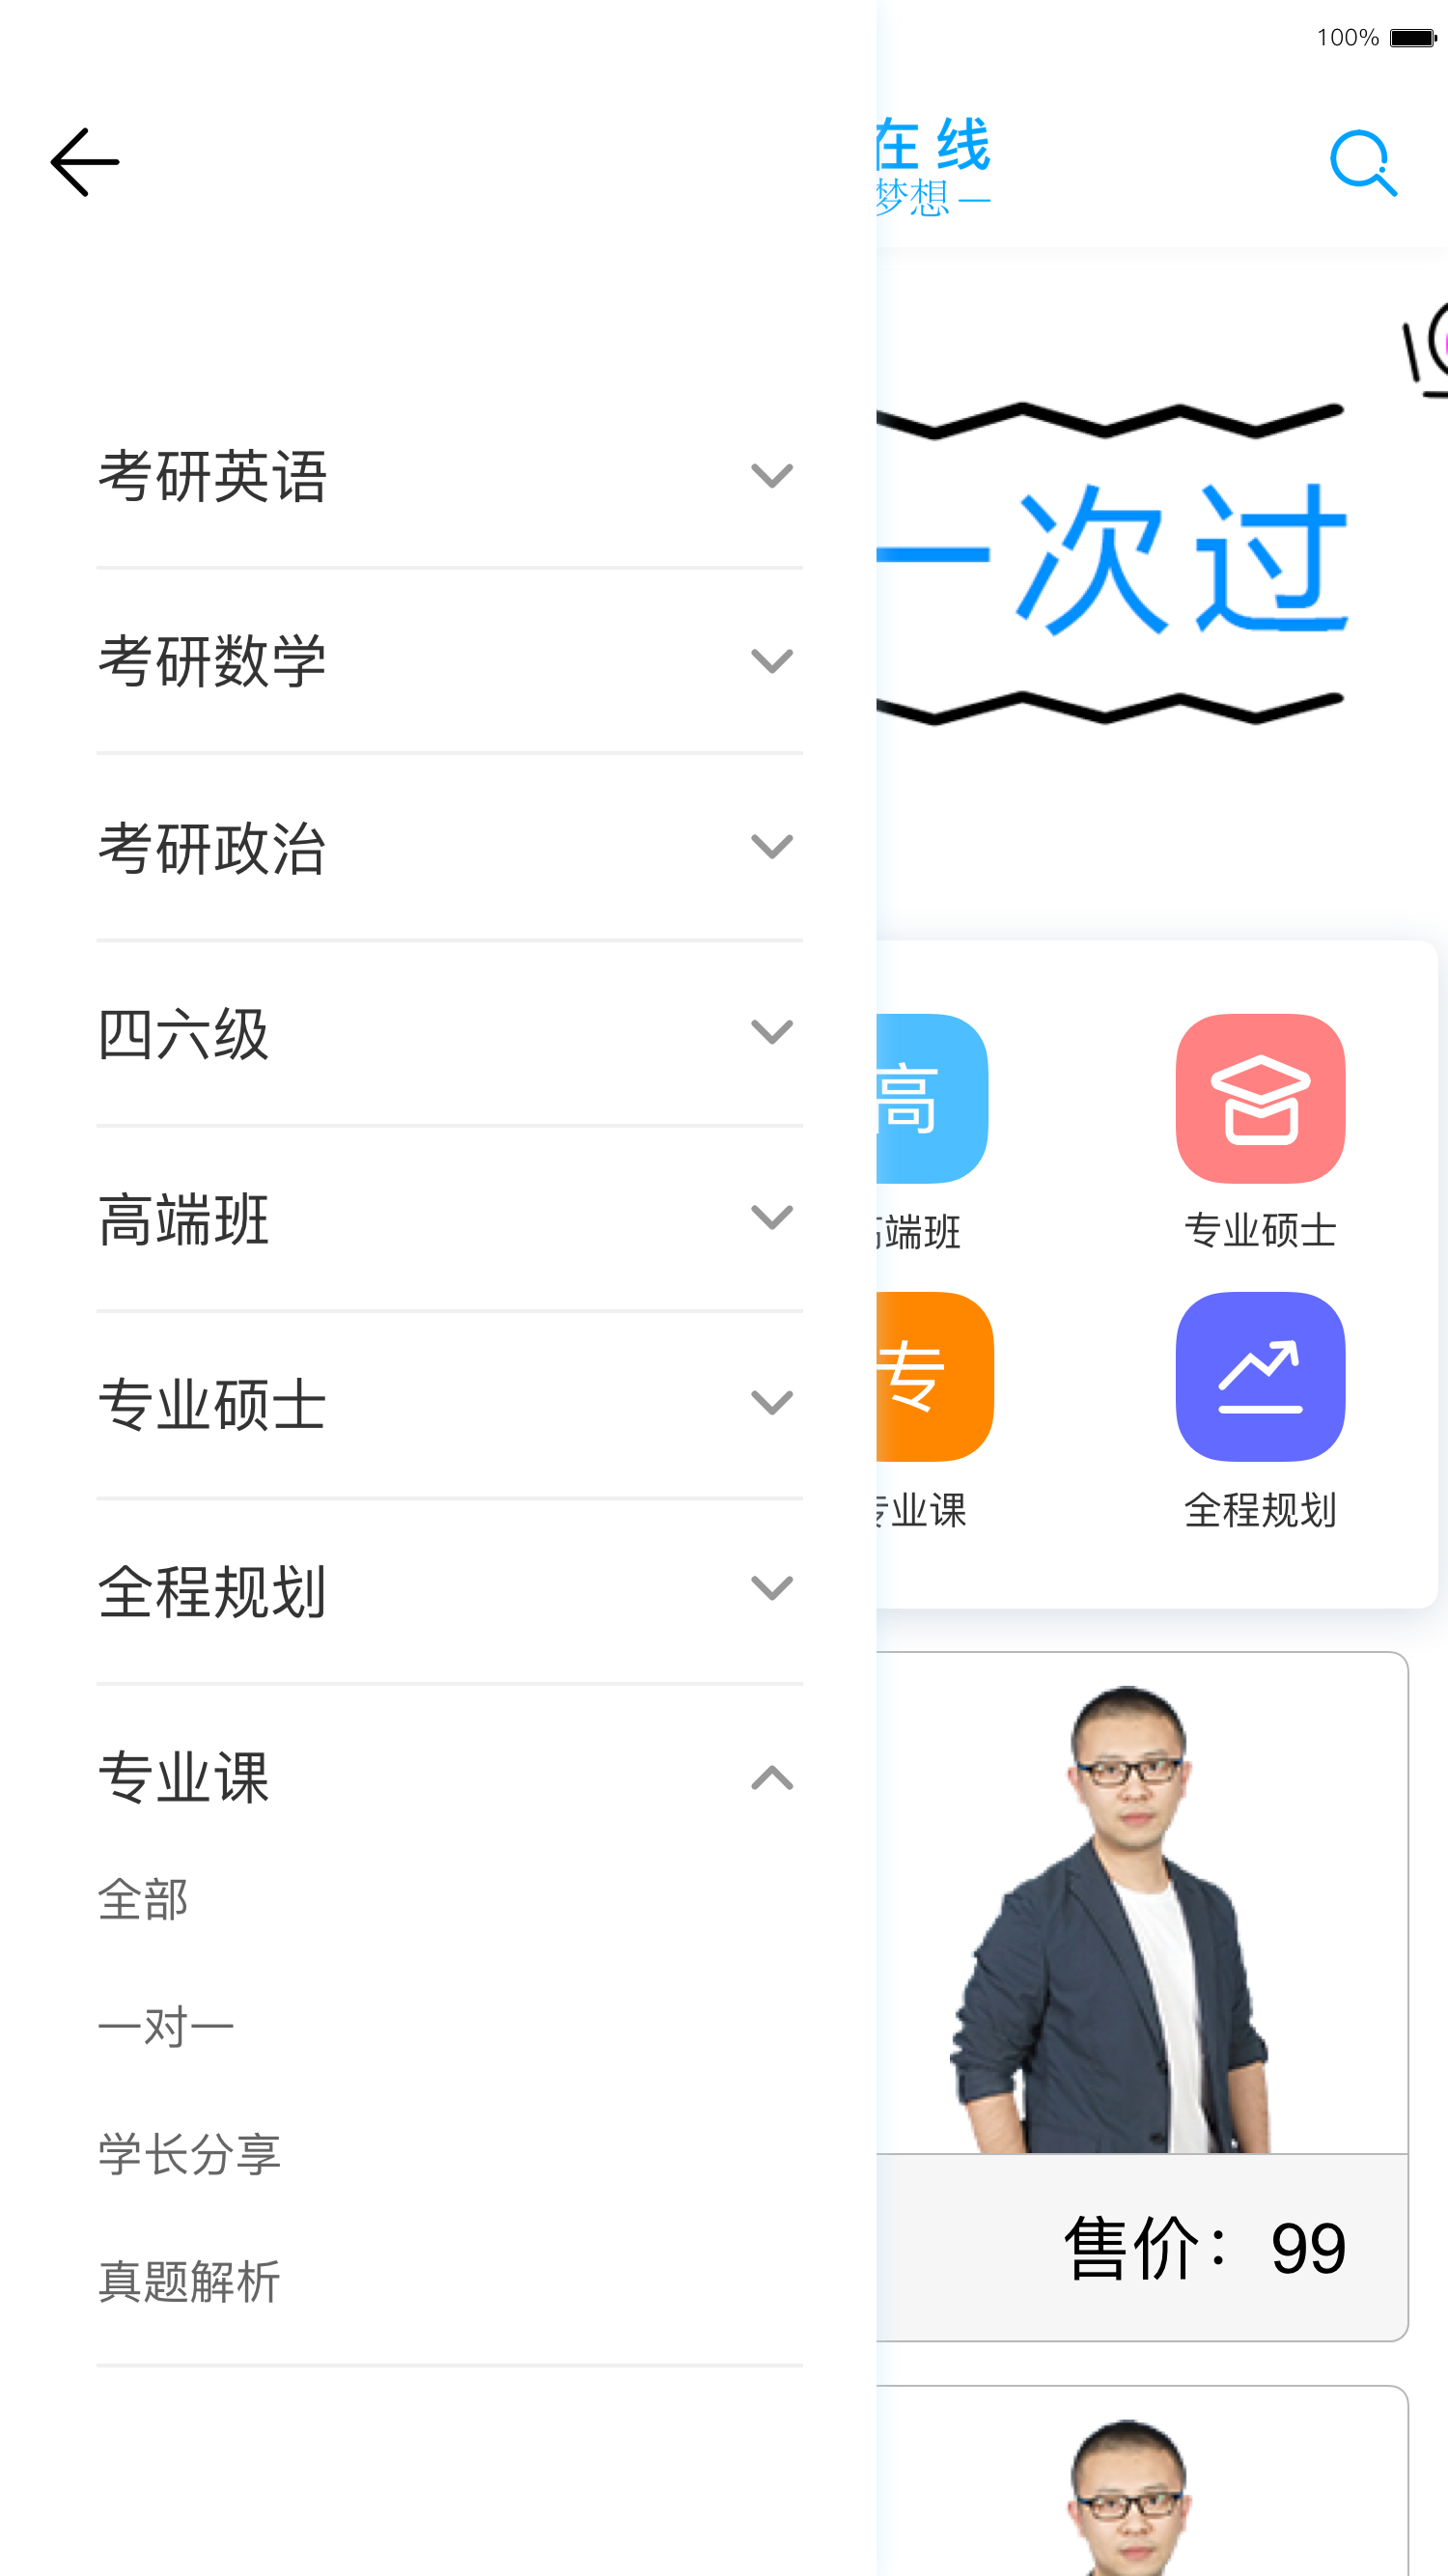 100%
在线
梦想一
考研英语
一次过
考研数学
考研政治
四六级
高
高端班
高端班
专业硕士
专业硕士
专
全程规划
专业课
全程规划
专业课
全部
一对一
学长分享
售价：99
真题解析